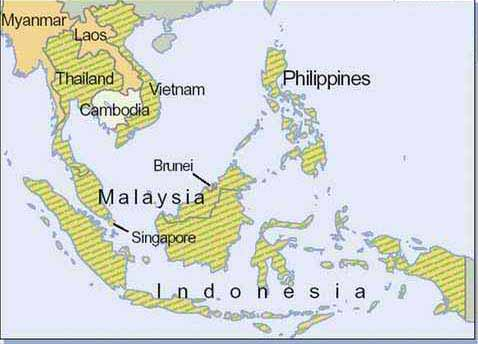 Myanmar
Laos
Thailand
Vietnam
Cambodia
Philippines
Brunei
Malaysia
Singapore
Indonesia